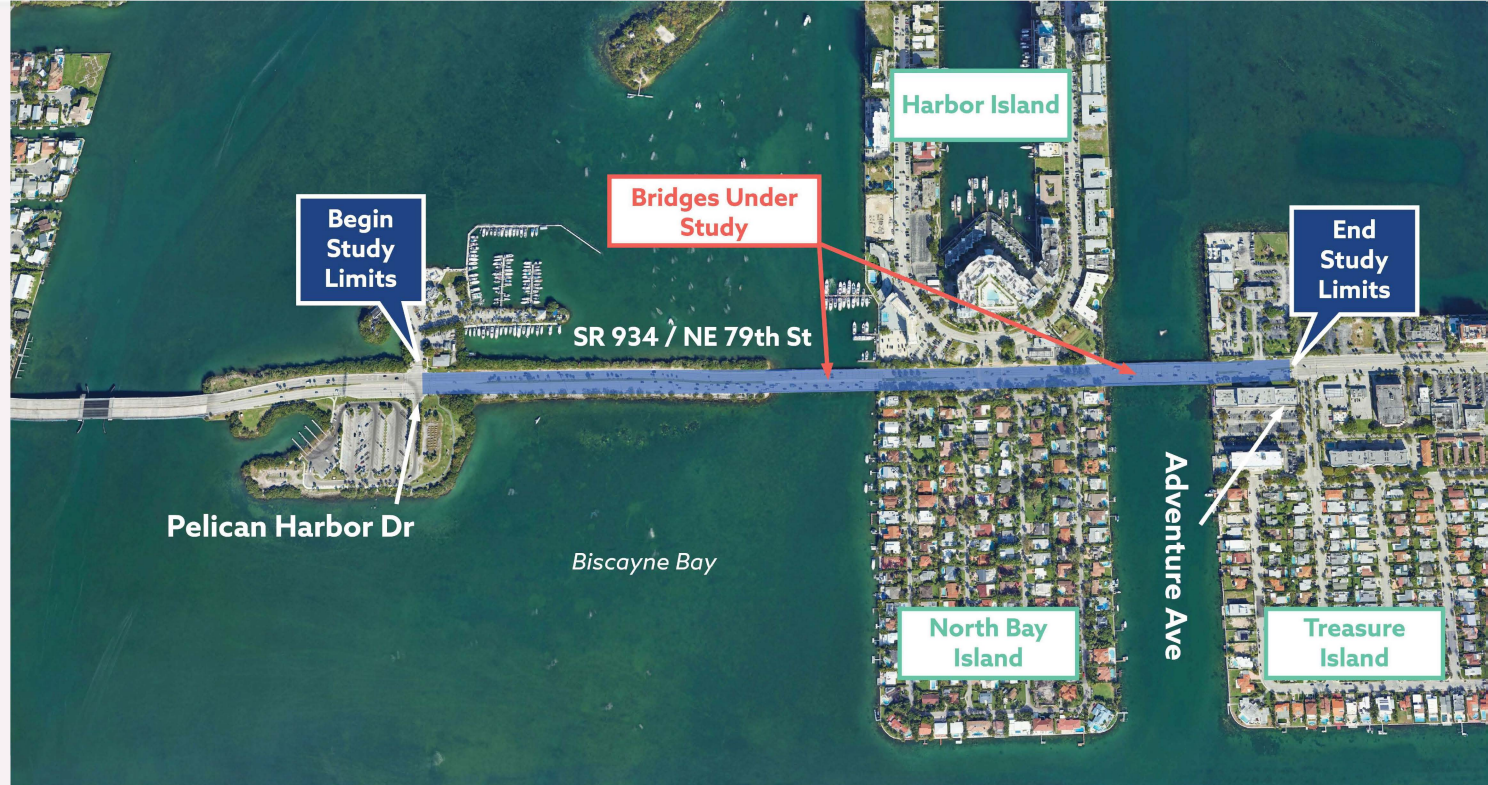 Harbor Island
Bridges Under
Study
Begin
Study
Limits
End
Study
Limits
SR 934 / NE 79th St
Pelican Harbor Dr
Adventure Ave
Biscayne Bay
North Bay
Island
Treasure
Island